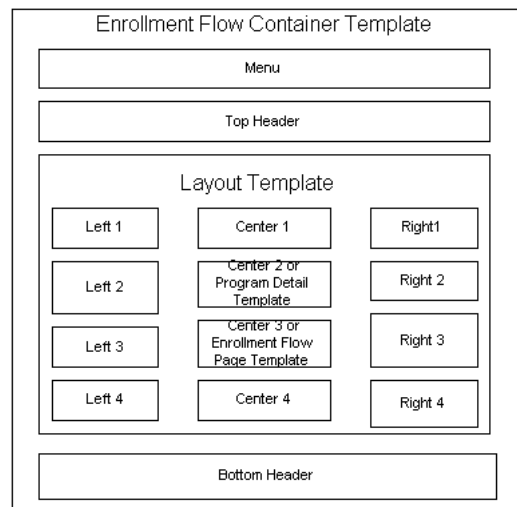 Enrollment Flow Container Template
Menu
Top Header
Layout Template
Left 1
Center 1
Right1
Left 2
Center 2 or
Program Detail
Template
Right 2
Left 3
Center 3 or
Enrollment Flow
Page Template
Right 3
Left 4
Center 4
Right 4
Bottom Header